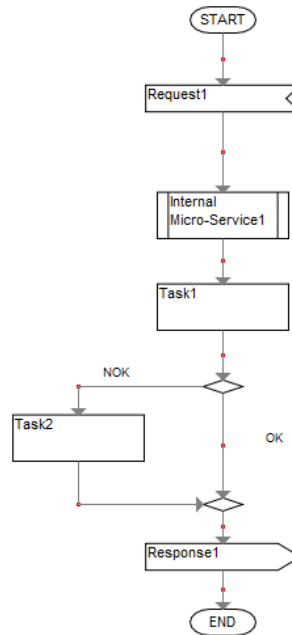 START
Request1
Internal
Micro-Service1
Task1
NOK
Task2
OK
Response1
END